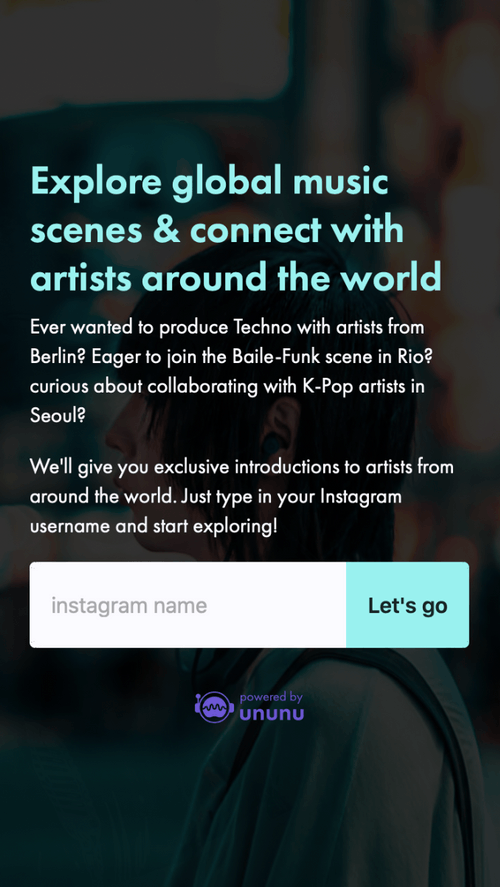 Explore global music
scenes & connect with
artists around the world
Ever wanted to produce Techno with artists from
Berlin? Eager to join the Baile-Funk scene in Rio?
curious about collaborating with K-Pop artists in
Seoul?
We'll give you exclusive introductions to artists from
around the world. Just type in your Instagram
username and start exploring!
instagram name
Let's go
powered by
ununu